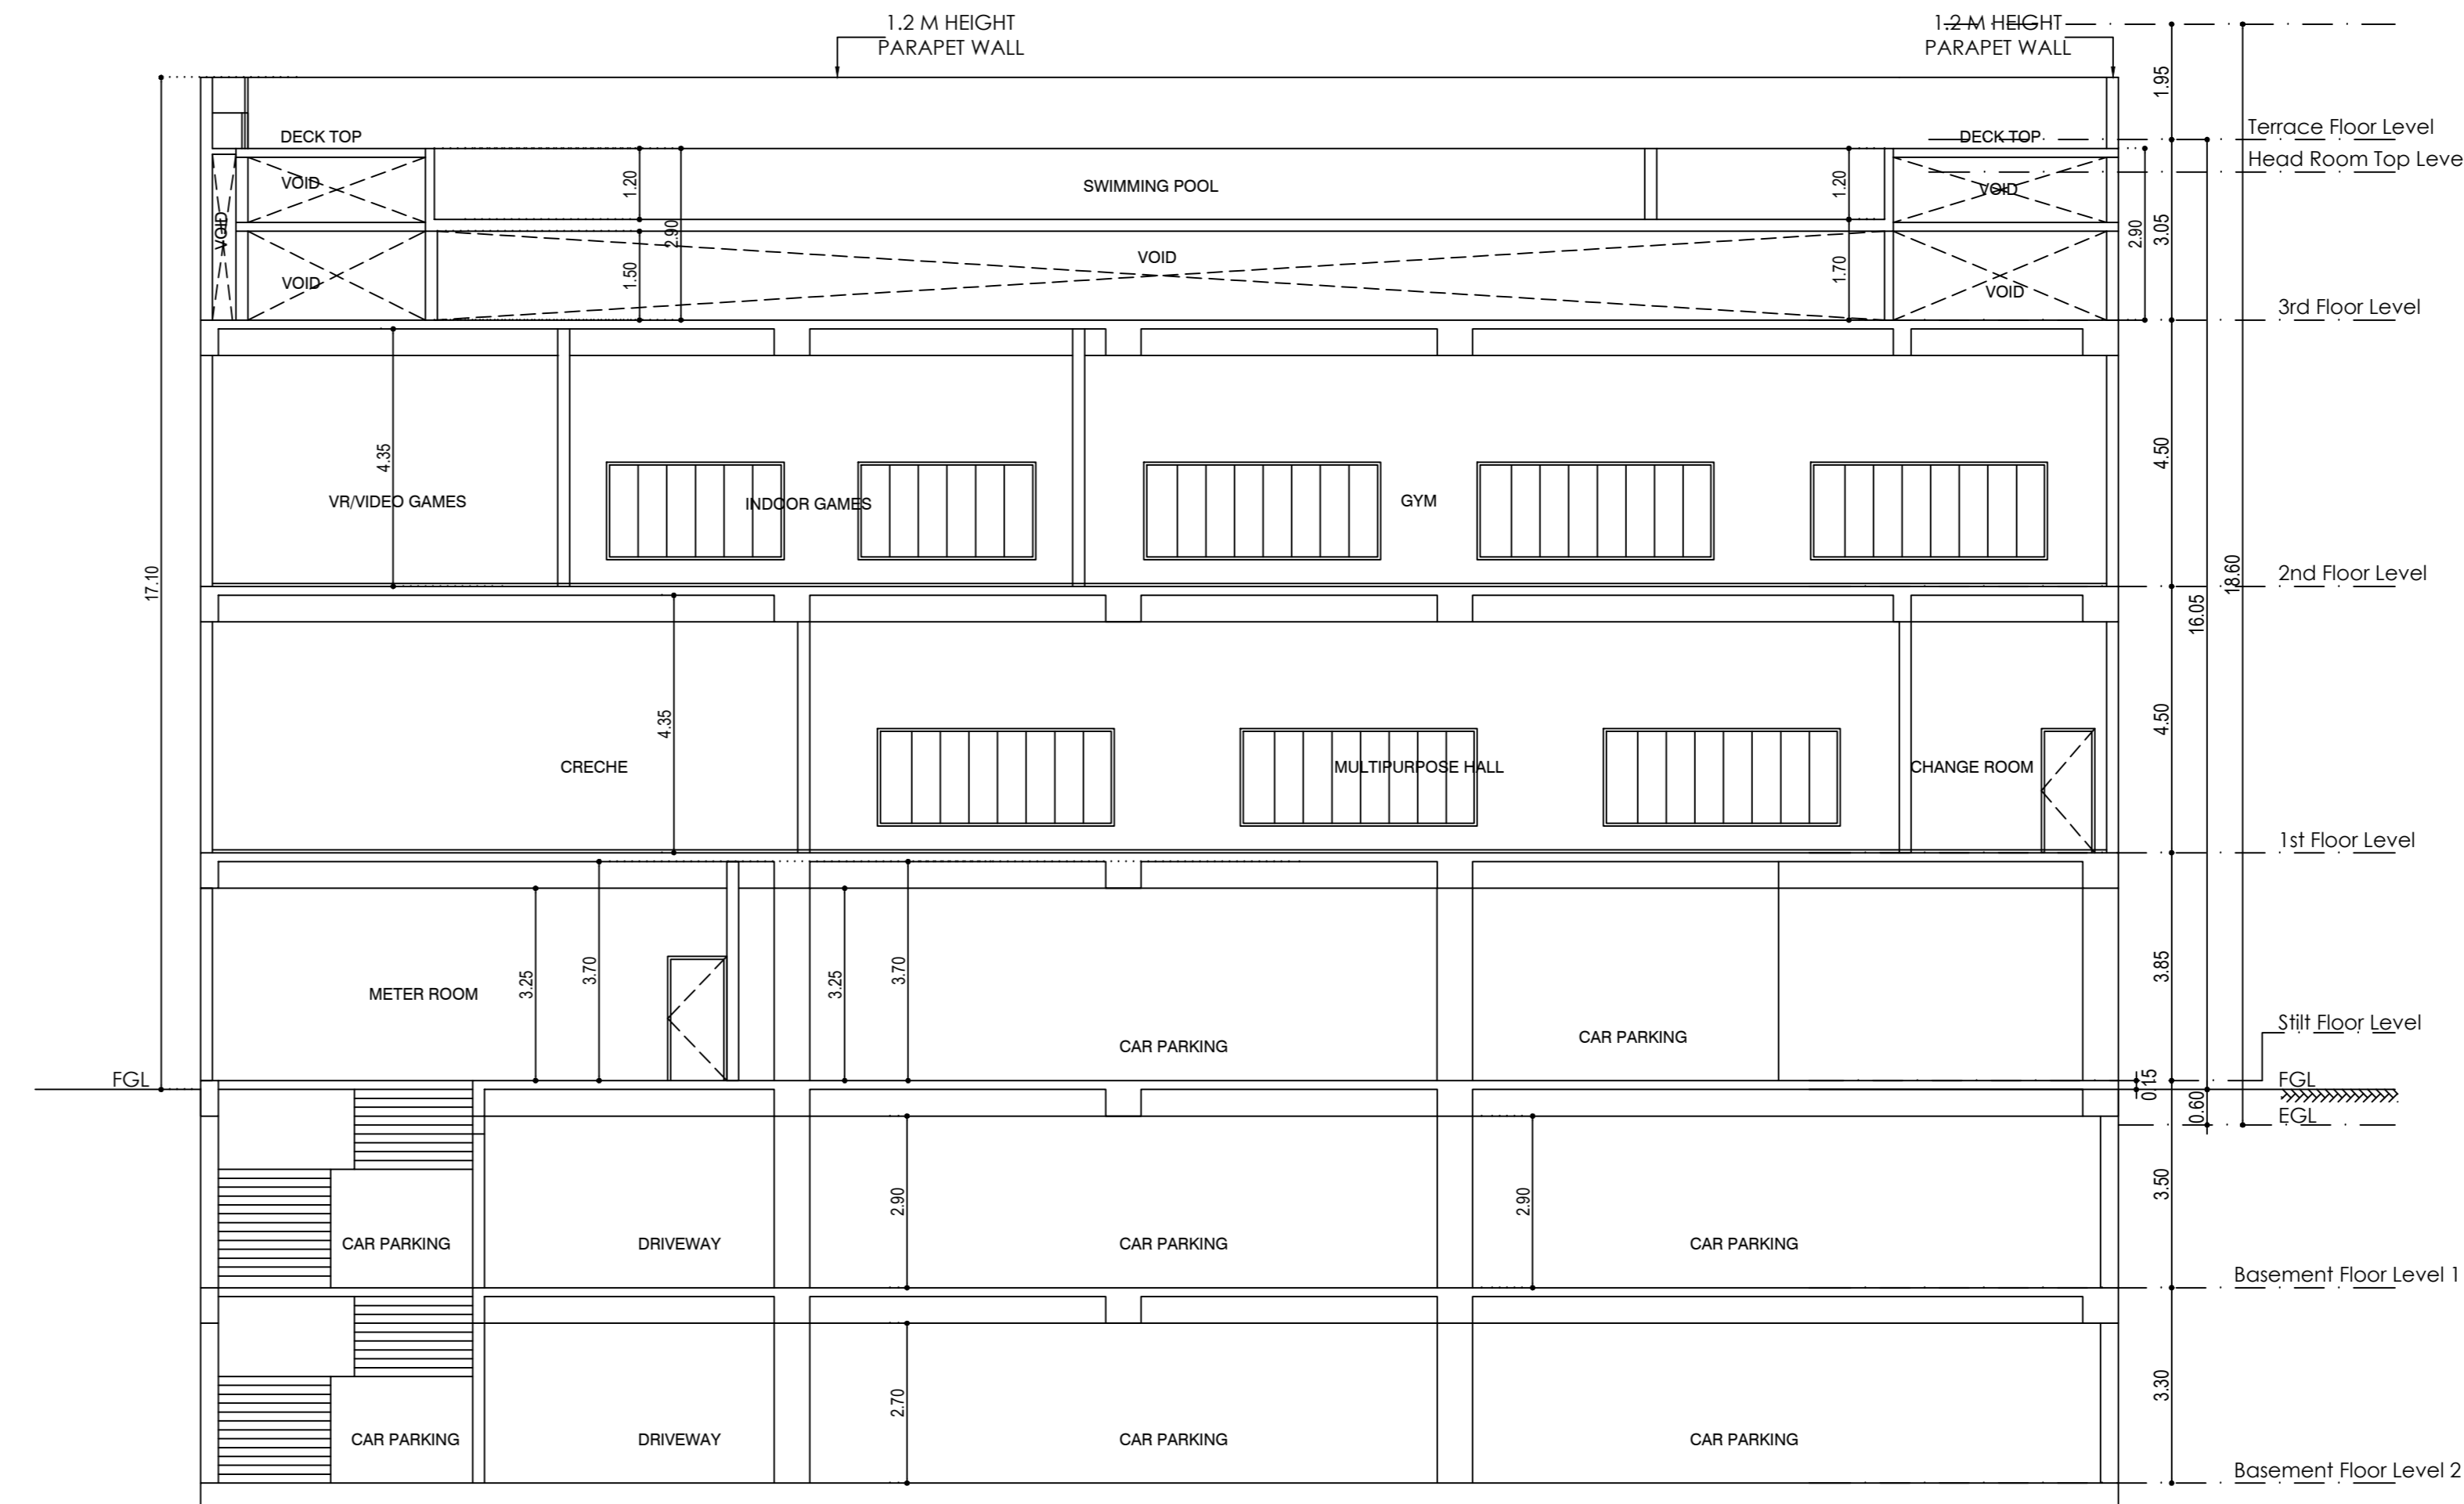 1.2 M HEIGHT
PARAPET WALL
1.2 M HEIGHT
PARAPET WALL
1.95
DECK TOP
DECK TOP
Terrace Floor Level
Head Room Top Leve
VOID
1.20
SWIMMING POOL
1.20
VOID
VOID
2.90
2.90
3.05
VOID
VOID
1.50
1.70
VOID
3rd Floor Level
4.35
4.50
VR/VIDEO GAMES
INDOOR GAMES
GYM
17.10
18.60
2nd Floor Level
16.05
4.35
4.50
CRECHE
MULTIPURPOSE HALL
CHANGE ROOM
1st Floor Level
3.25
3.70
3.25
3.70
3.85
METER ROOM
CAR PARKING
CAR PARKING
Stilt Floor Level
FGL
FGL
0.15
0.60
EGL
2.90
2.90
3.50
CAR PARKING
DRIVEWAY
CAR PARKING
CAR PARKING
Basement Floor Level 1
2.70
3.30
CAR PARKING
DRIVEWAY
CAR PARKING
CAR PARKING
Basement Floor Level 2